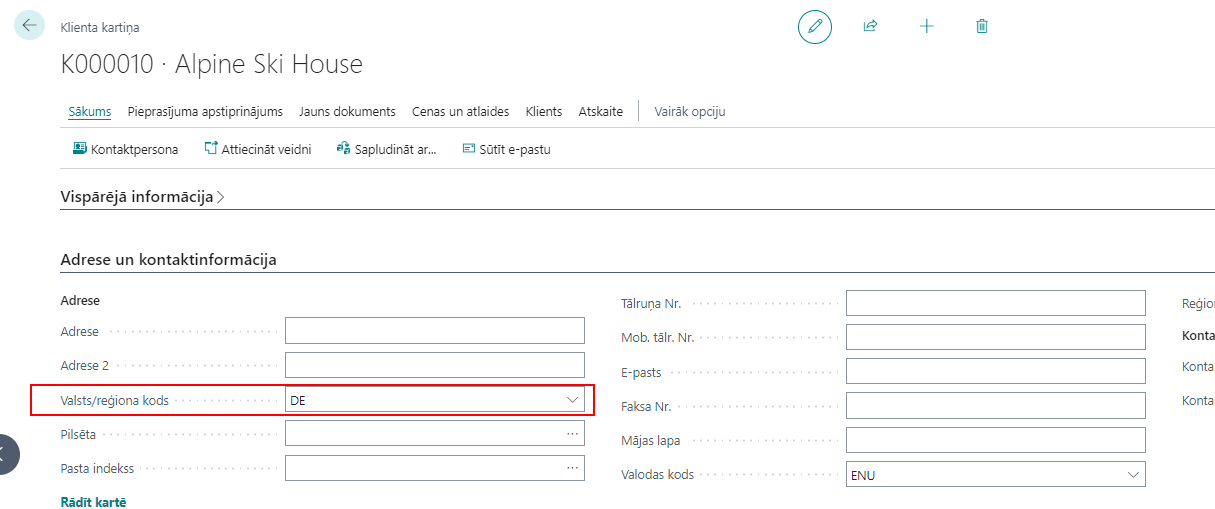 Klienta kartiņa
K000010 · Alpine Ski House
Sākums Pieprasījuma apstiprinājums Jauns dokuments Cenas un atlaides Klients Atskaite Vairāk opciju
Kontaktpersona Attiecināt veidni Sapludināt ar... Sūtīt e-pastu
Vispārējā informācija
Adrese un kontaktinformācija
Adrese
Adrese
Adrese 2
Valsts/reģiona kods DE
Pilsēta
Pasta indekss
Rādīt kartē
Tālruņa Nr.
Mob. tālr. Nr.
E-pasts
Faksa Nr.
Mājas lapa
Valodas kods ENU
Reģio
Konta
Konta
Konta